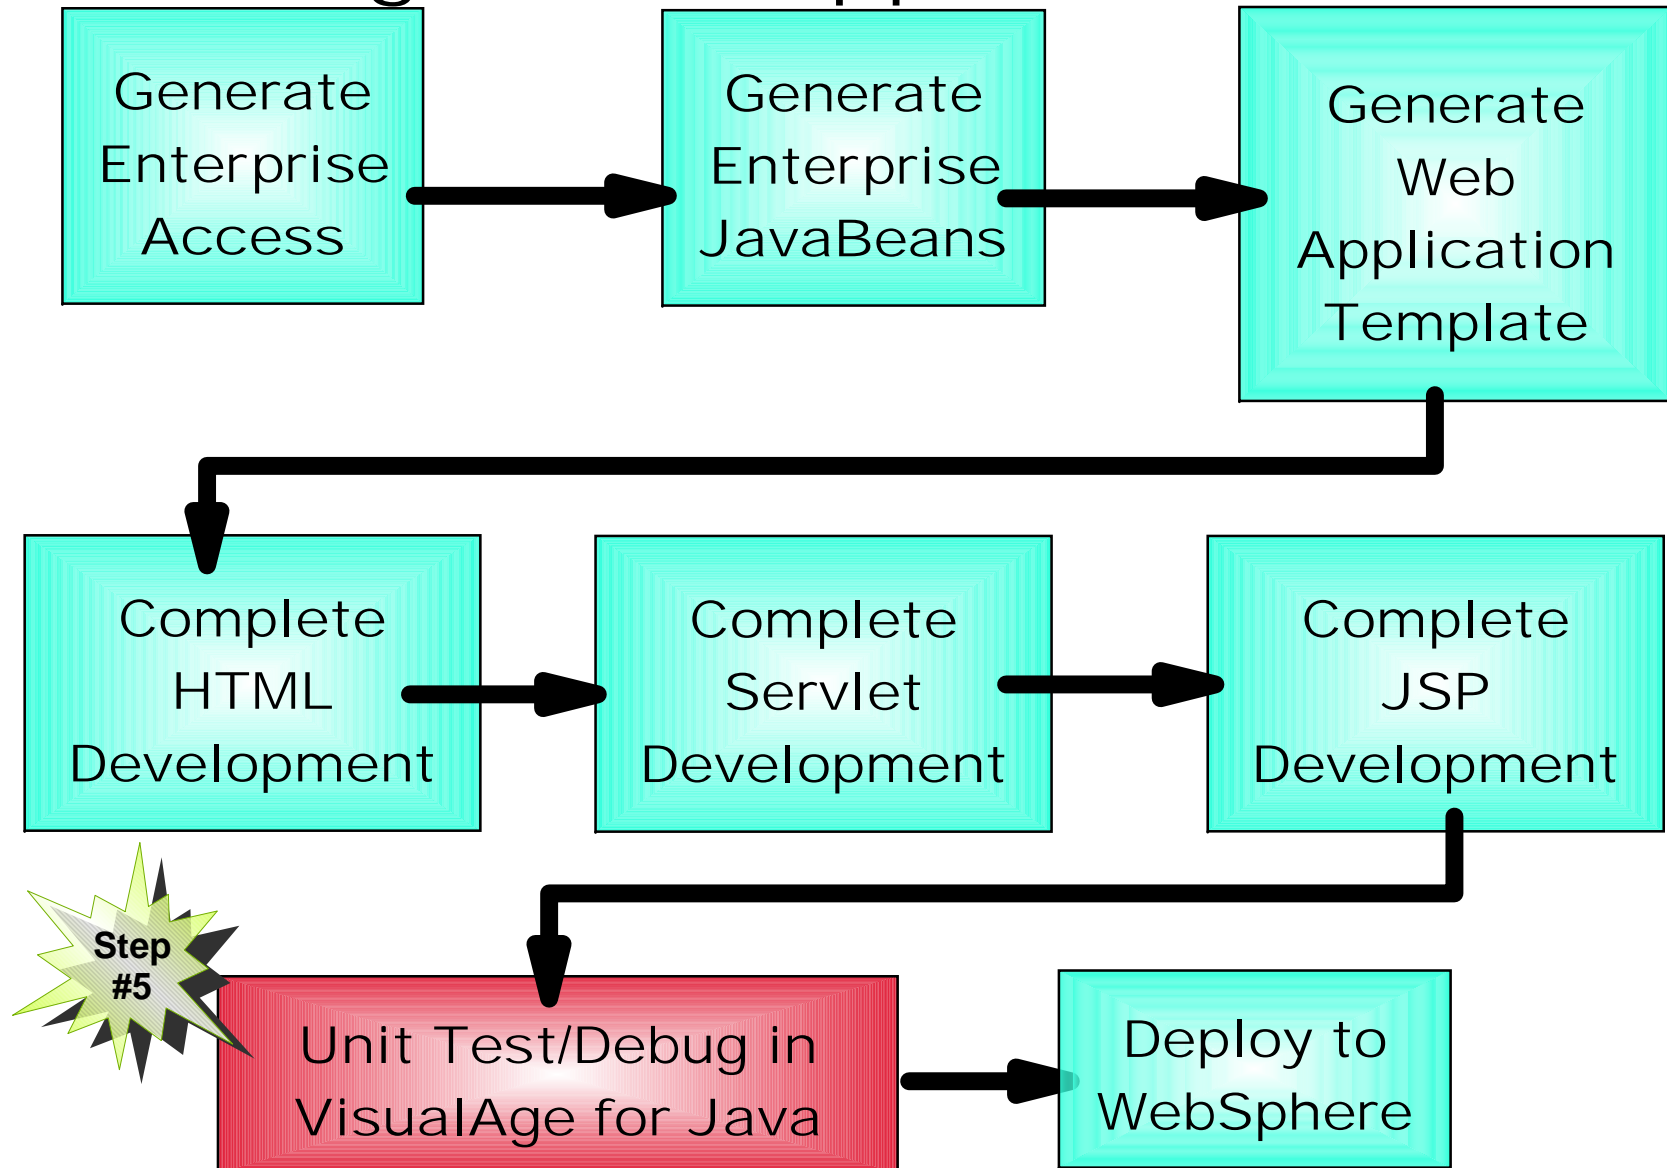 Generate
Enterprise
Access
Generate
Enterprise
JavaBeans
Generate
Web
Application
Template
Complete
HTML
Development
Complete
Servlet
Development
Complete
JSP
Development
Step
#5
Unit Test/Debug in
VisualAge for Java
Deploy to
WebSphere